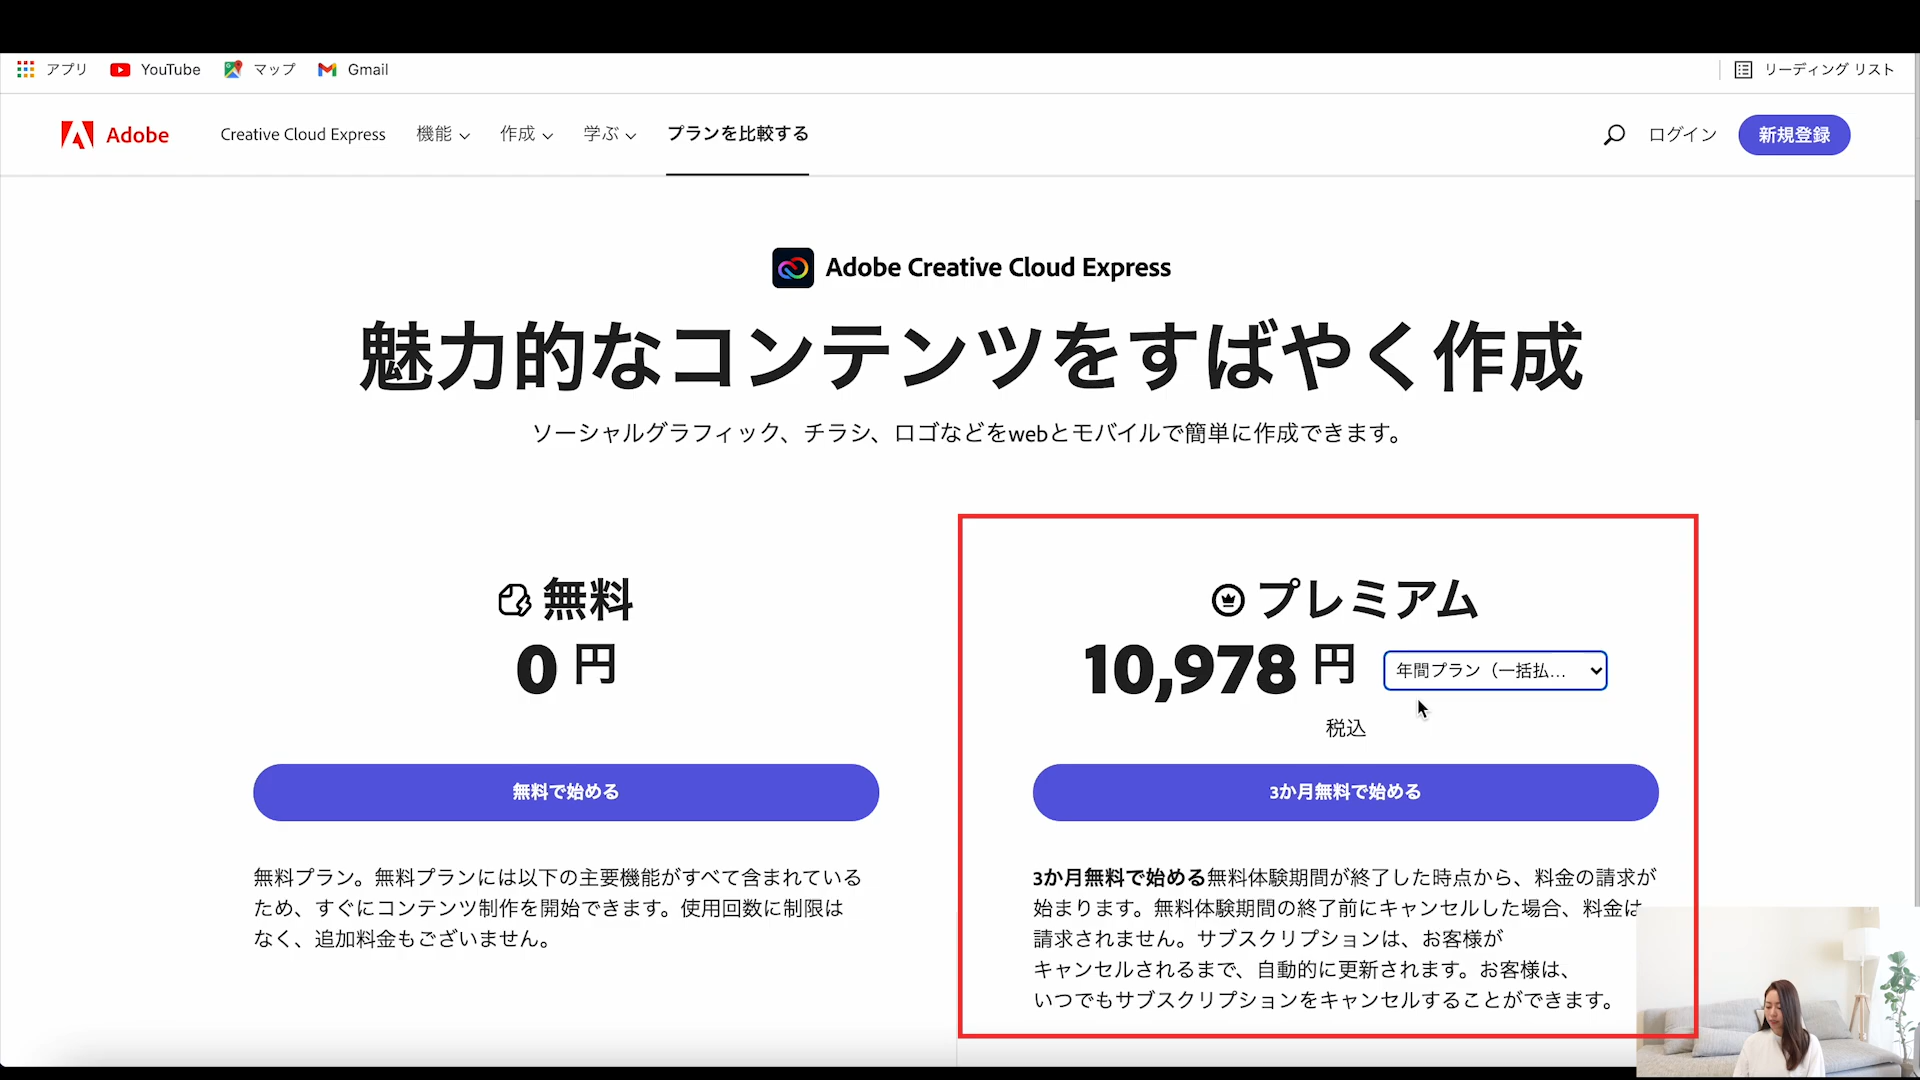 アプリ YouTube マップ Gmail リーディング リスト
Adobe Creative Cloud Express 機能 作成 学ぶ プランを比較する ログイン 新規登録
Adobe Creative Cloud Express
魅力的なコンテンツをすばやく作成
ソーシャルグラフィック、チラシ、ロゴなどをwebとモバイルで簡単に作成できます。
無料
0 円
無料で始める
無料プラン。無料プランには以下の主要機能がすべて含まれている
ため、すぐにコンテンツ制作を開始できます。使用回数に制限は
なく、追加料金もございません。
プレミアム
10,978 円 年間プラン（一括払...
税込
3か月無料で始める
3か月無料で始める無料体験期間が終了した時点から、料金の請求が
始まります。無料体験期間の終了前にキャンセルした場合、料金は
請求されません。サブスクリプションは、お客様が
キャンセルされるまで、自動的に更新されます。お客様は、
いつでもサブスクリプションをキャンセルすることができます。